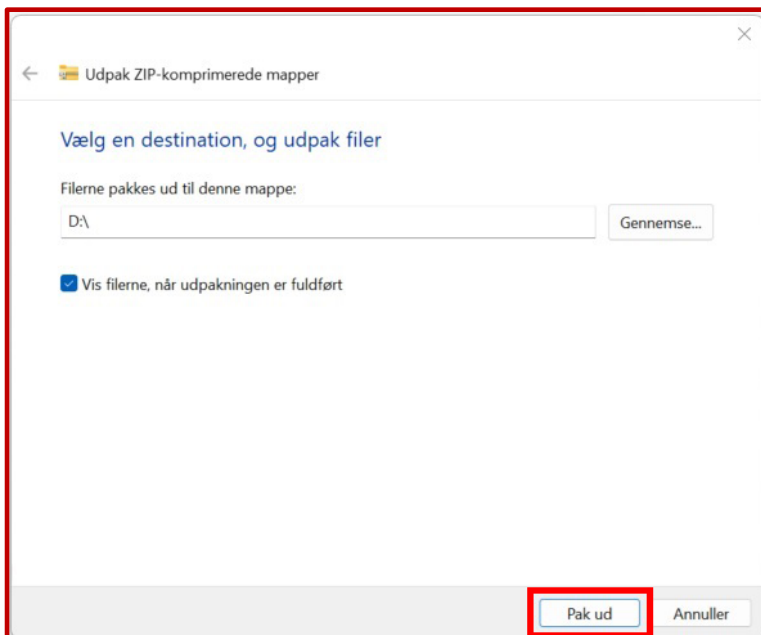 Udpak ZIP-komprimerede mapper
Vælg en destination, og udpak filer
Filerne pakkes ud til denne mappe:
D:\
Gennemse...
Vis filerne, når udpakningen er fuldført
Pak ud
Annuller